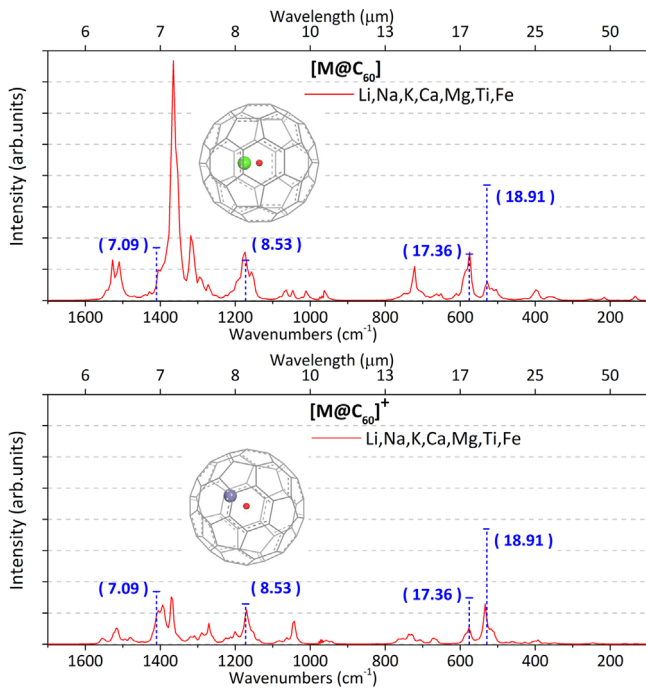 Wavelength (μm)
6 7 8 10 13 17 25 50
Intensity (arb.units)
[M@C60]
Li,Na,K,Ca,Mg,Ti,Fe
( 7.09 )
( 8.53 )
( 17.36 )
( 18.91 )
1600 1400 1200 1000 800 600 400 200
Wavenumbers (cm-1)
Wavelength (μm)
6 7 8 10 13 17 25 50
Intensity (arb.units)
[M@C60]+
Li,Na,K,Ca,Mg,Ti,Fe
( 18.91 )
( 7.09 )
( 8.53 )
( 17.36 )
1600 1400 1200 1000 800 600 400 200
Wavenumbers (cm-1)